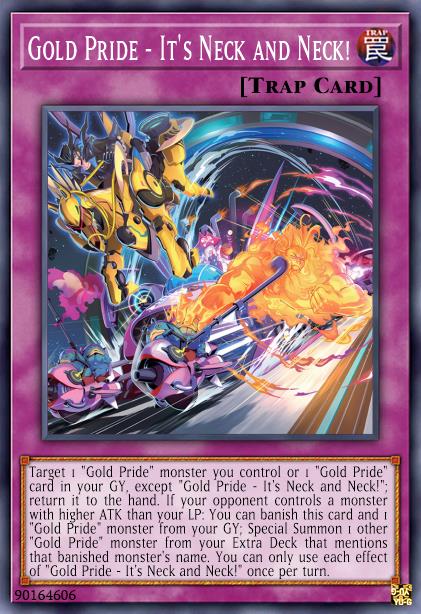 Gold Pride - It's Neck and Neck!
TRAP
罠
[Trap Card]
Target 1 "Gold Pride" monster you control or 1 "Gold Pride"
card in your GY, except "Gold Pride - It's Neck and Neck!";
return it to the hand. If your opponent controls a monster
with higher ATK than your LP: You can banish this card and 1
"Gold Pride" monster from your GY; Special Summon 1 other
"Gold Pride" monster from your Extra Deck that mentions
that banished monster's name. You can only use each effect
of "Gold Pride - It's Neck and Neck!" once per turn.
90164606